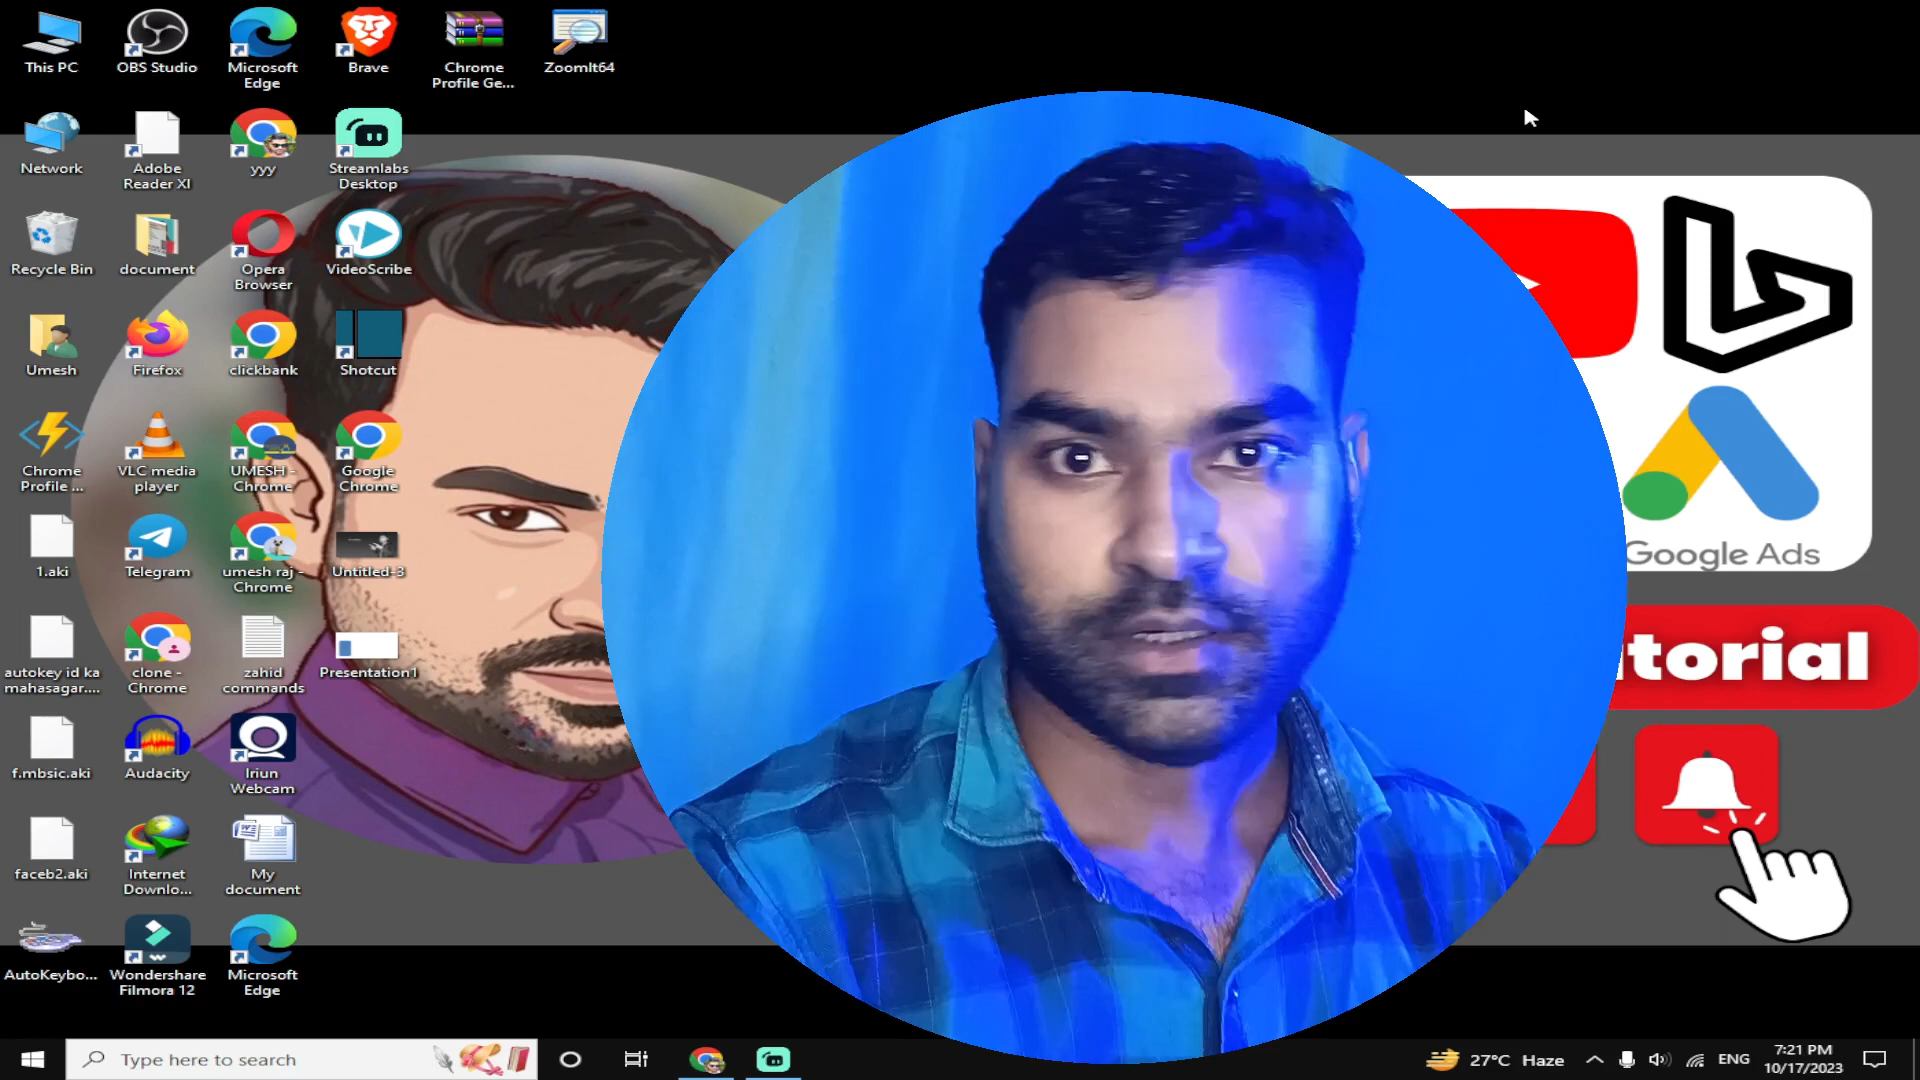 This PC
OBS Studio
Microsoft
Edge
Brave
Chrome
Profile Ge...
ZoomIt64
Network
Adobe
Reader XI
yyy
Streamlabs
Desktop
Recycle Bin
document
Opera
Browser
VideoScribe
Umesh
Firefox
clickbank
Shotcut
Chrome
Profile ...
VLC media
player
UMESH -
Chrome
Google
Chrome
1.aki
Telegram
umesh raj -
Chrome
Untitled-3
autokey id ka
mahasagar....
clone -
Chrome
zahid
commands
Presentation1
f.mbsic.aki
Audacity
Iriun
Webcam
faceb2.aki
Internet
Downlo...
My
document
AutoKeybo...
Wondershare
Filmora 12
Microsoft
Edge
Google Ads
torial
Type here to search
27°C Haze
ENG
7:21 PM
10/17/2023